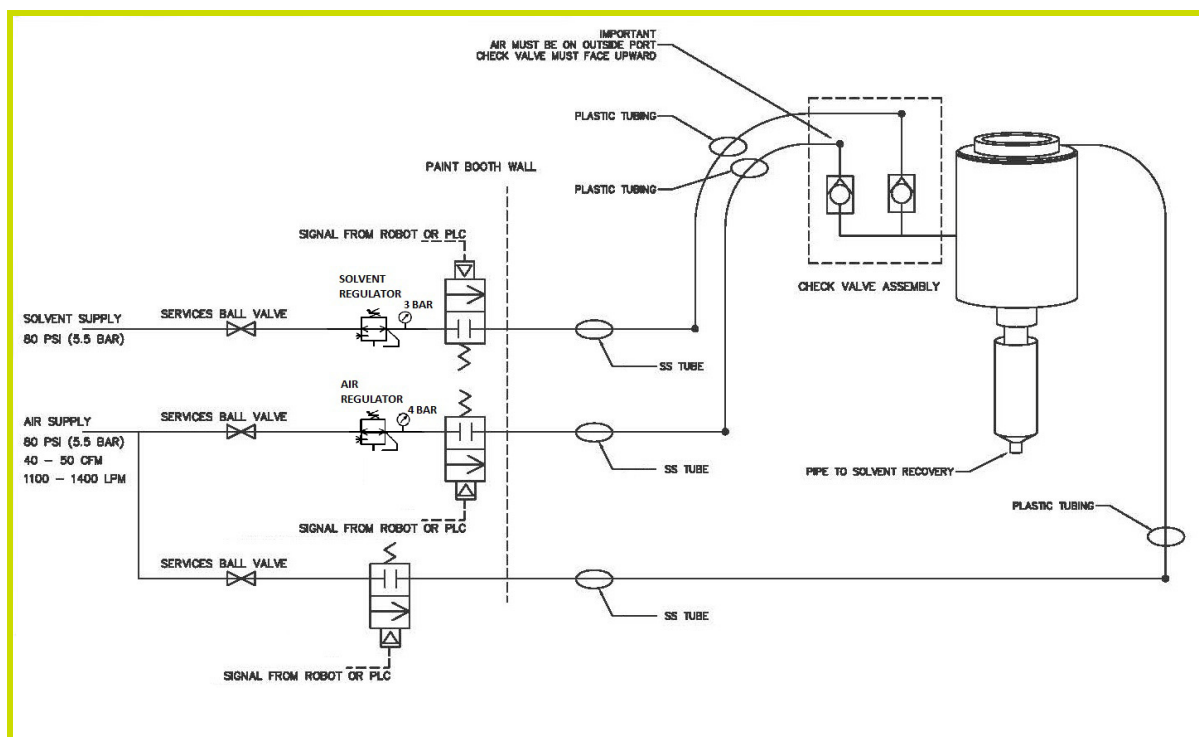 IMPORTANT
AIR MUST BE ON OUTSIDE PORT
CHECK VALVE MUST FACE UPWARD
PLASTIC TUBING
PAINT BOOTH WALL
PLASTIC TUBING
SIGNAL FROM ROBOT OR PLC
SOLVENT
REGULATOR
3 BAR
CHECK VALVE ASSEMBLY
SOLVENT SUPPLY
80 PSI (5.5 BAR)
SERVICES BALL VALVE
SS TUBE
AIR
REGULATOR
4 BAR
SERVICES BALL VALVE
AIR SUPPLY
80 PSI (5.5 BAR)
40 – 50 CFM
1100 – 1400 LPM
SS TUBE
PIPE TO SOLVENT RECOVERY
PLASTIC TUBING
SIGNAL FROM ROBOT OR PLC
SERVICES BALL VALVE
SS TUBE
SIGNAL FROM ROBOT OR PLC